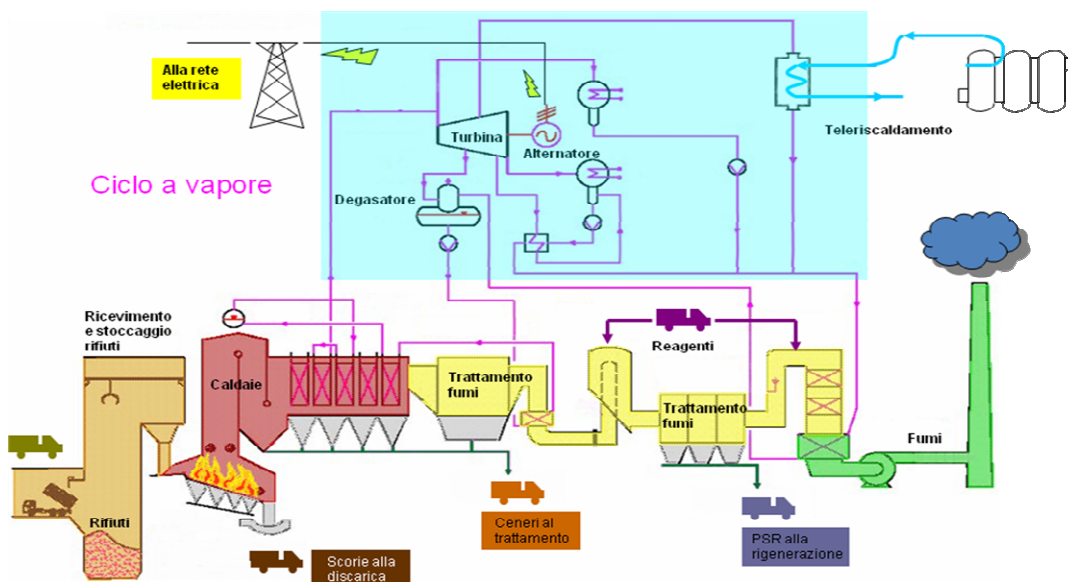 Alla rete
elettrica
Turbina
Alternatore
Teleriscaldamento
Ciclo a vapore
Degasatore
Ricevimento
e stoccaggio
rifiuti
Caldaie
Trattamento
fumi
Reagenti
Trattamento
fumi
Fumi
Rifiuti
Ceneri al
trattamento
PSR alla
rigenerazione
Scorie alla
discarica